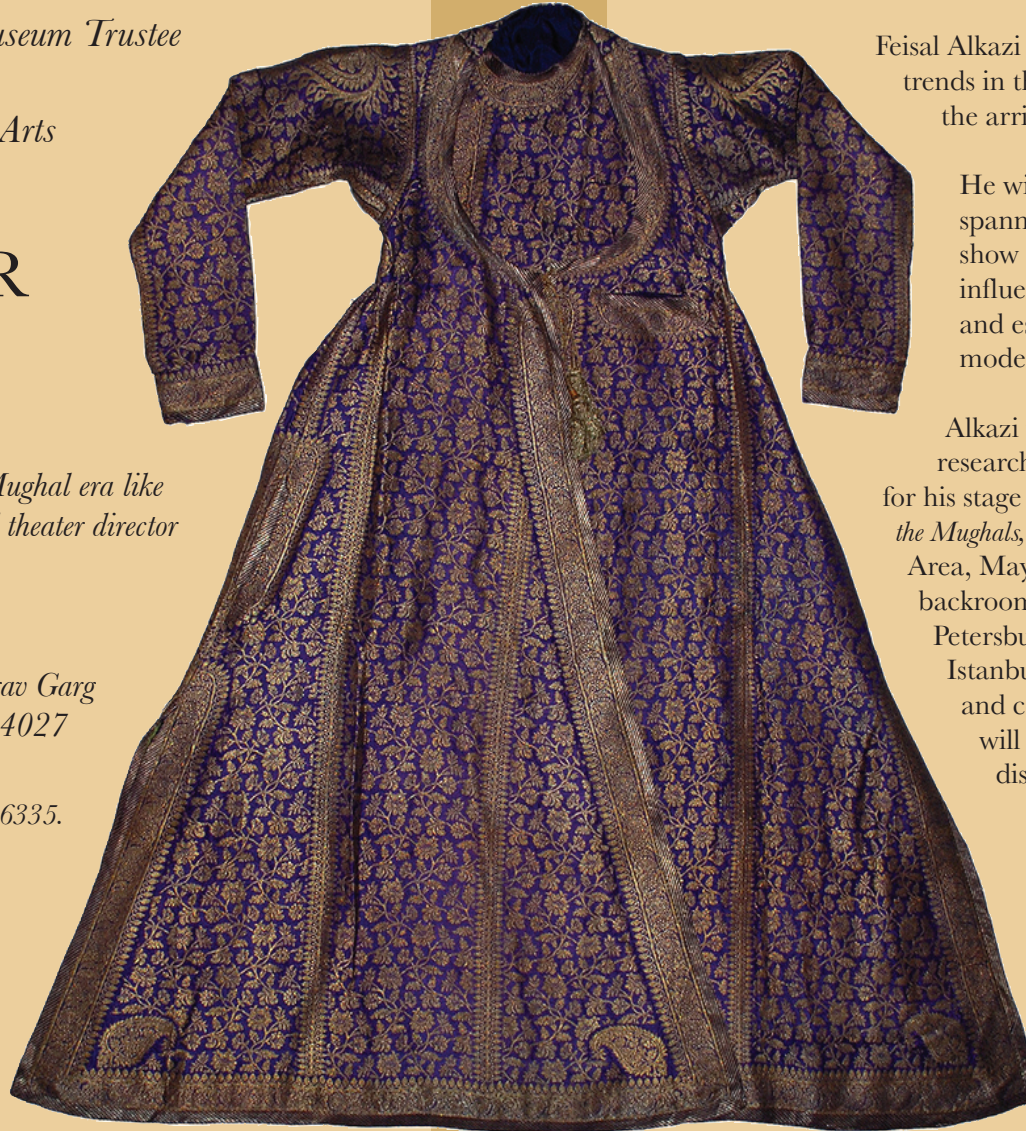 useum Trustee
Arts
R
Mughal era like
theater director
rav Garg
4027
6335.
Feisal Alkazi
trends in th
the arri
He wi
spann
show
influe
and es
mode
Alkazi
research
for his stage
the Mughals,
Area, May
backroom
Petersbu
Istanbu
and c
will
dis